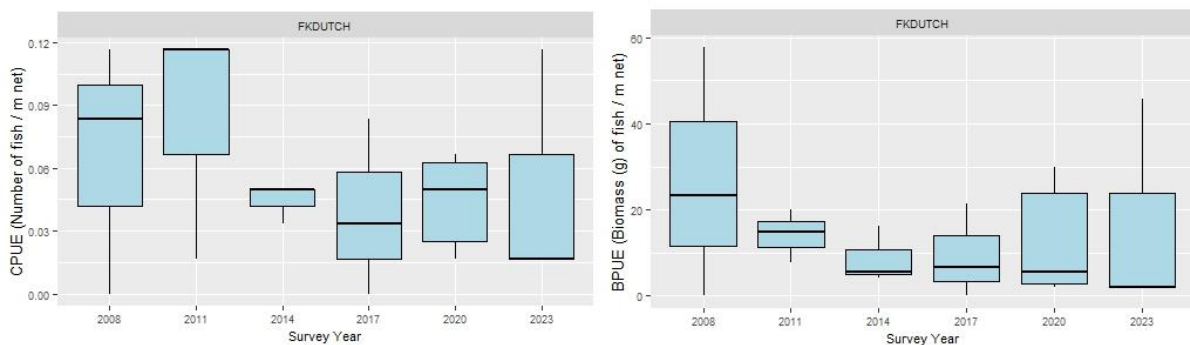 FKDUTCH
0.12
0.09
0.06
0.03
0.00
CPUE (Number of fish / m net)
2008 2011 2014 2017 2020 2023
Survey Year
FKDUTCH
60
40
20
0
BPUE (Biomass (g) of fish / m net)
2008 2011 2014 2017 2020 2023
Survey Year